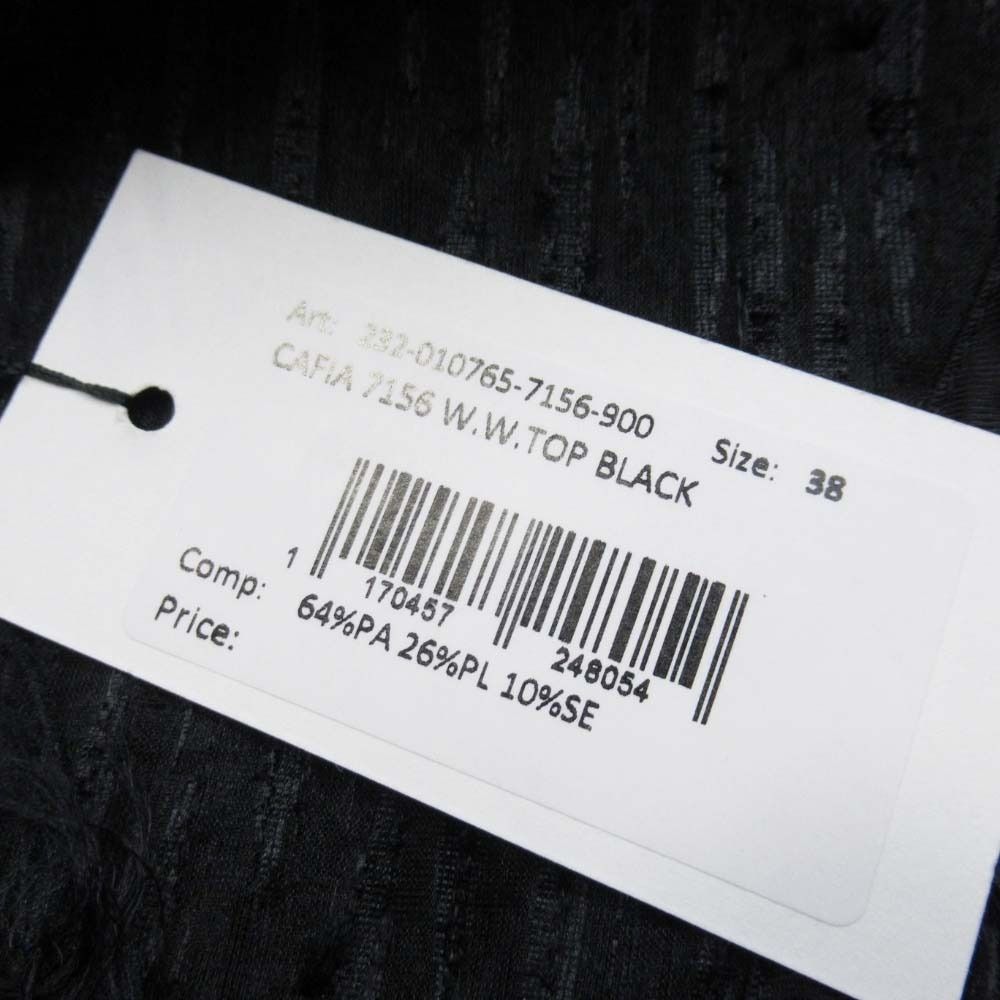 Art: 232-010765-7156-900
CAFIA 7156 W.W.TOP BLACK
Size: 38
1 170457 248054
Comp: 64%PA 26%PL 10%SE
Price: